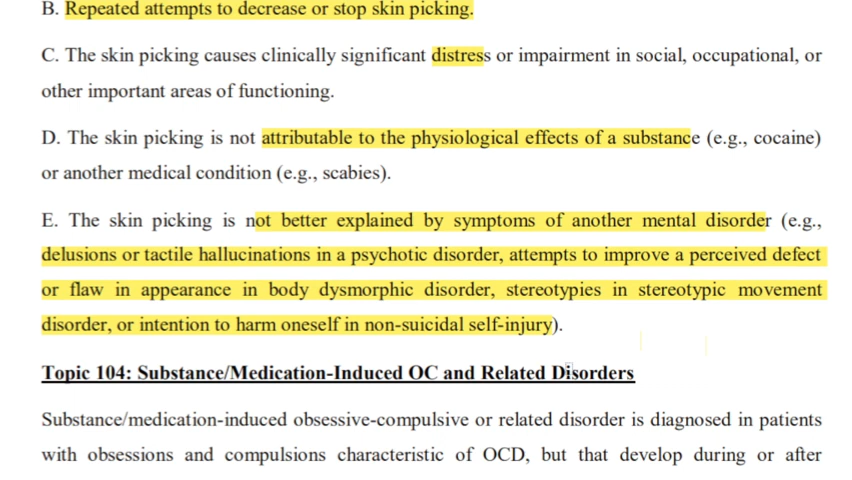 B. Repeated attempts to decrease or stop skin picking.
C. The skin picking causes clinically significant distress or impairment in social, occupational, or
other important areas of functioning.
D. The skin picking is not attributable to the physiological effects of a substance (e.g., cocaine)
or another medical condition (e.g., scabies).
E. The skin picking is not better explained by symptoms of another mental disorder (e.g.,
delusions or tactile hallucinations in a psychotic disorder, attempts to improve a perceived defect
or flaw in appearance in body dysmorphic disorder, stereotypies in stereotypic movement
disorder, or intention to harm oneself in non-suicidal self-injury).
Topic 104: Substance/Medication-Induced OC and Related Disorders
Substance/medication-induced obsessive-compulsive or related disorder is diagnosed in patients
with obsessions and compulsions characteristic of OCD, but that develop during or after